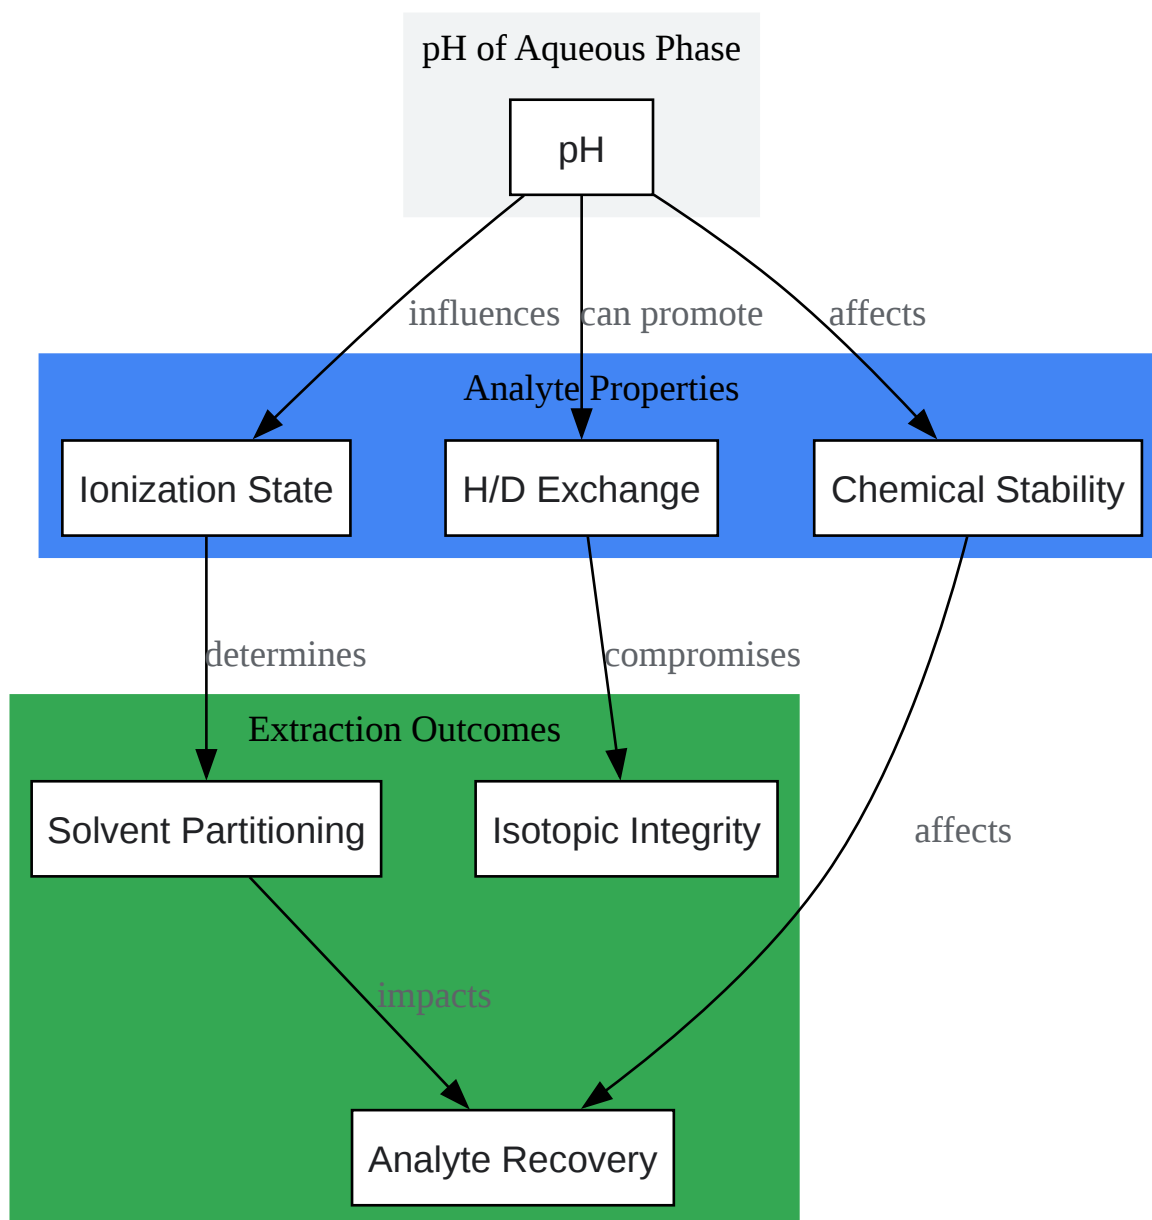 pH of Aqueous Phase
pH
influences
can promote
affects
Analyte Properties
Ionization State
H/D Exchange
Chemical Stability
determines
compromises
Extraction Outcomes
Solvent Partitioning
Isotopic Integrity
affects
impacts
Analyte Recovery